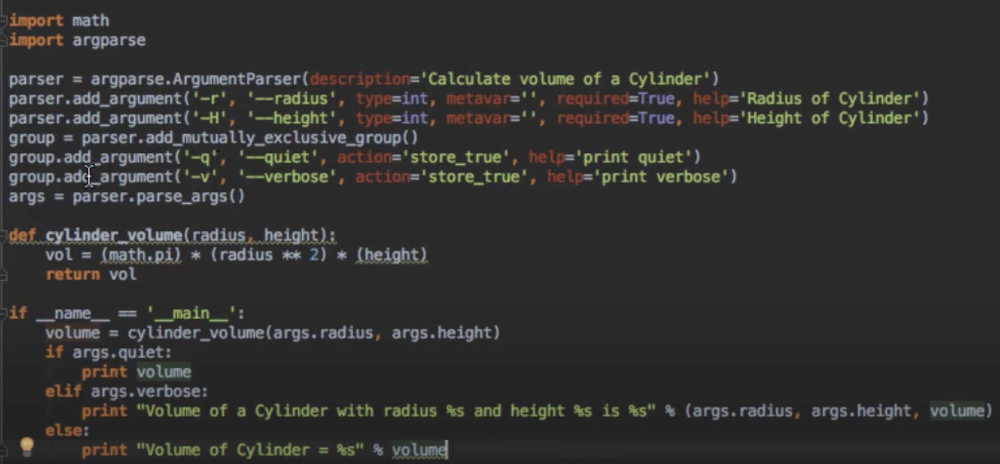 import math
import argparse

parser = argparse.ArgumentParser(description='Calculate volume of a Cylinder')
parser.add_argument('-r', '--radius', type=int, metavar='', required=True, help='Radius of Cylinder')
parser.add_argument('-H', '--height', type=int, metavar='', required=True, help='Height of Cylinder')
group = parser.add_mutually_exclusive_group()
group.add_argument('-q', '--quiet', action='store_true', help='print quiet')
group.add_argument('-v', '--verbose', action='store_true', help='print verbose')
args = parser.parse_args()

def cylinder_volume(radius, height):
    vol = (math.pi) * (radius ** 2) * (height)
    return vol

if __name__ == '__main__':
    volume = cylinder_volume(args.radius, args.height)
    if args.quiet:
        print volume
    elif args.verbose:
        print "Volume of a Cylinder with radius %s and height %s is %s" % (args.radius, args.height, volume)
    else:
        print "Volume of Cylinder = %s" % volume